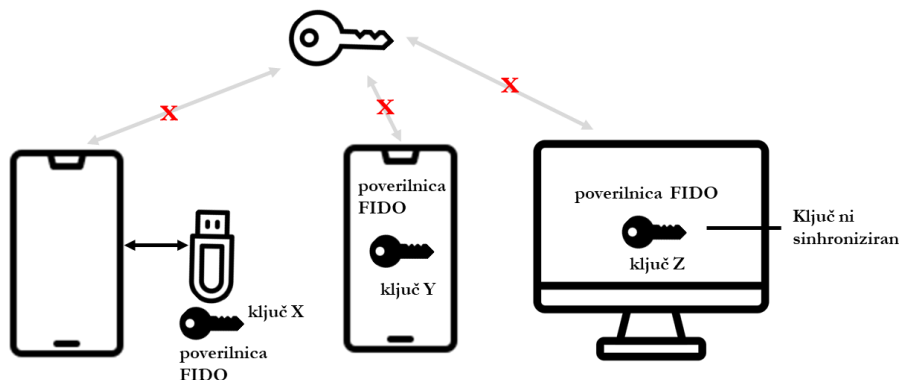 X
X
X
poverilnica
FIDO
ključ Y
poverilnica FIDO
ključ Z
Ključ ni
sinhroniziran
ključ X
poverilnica
FIDO